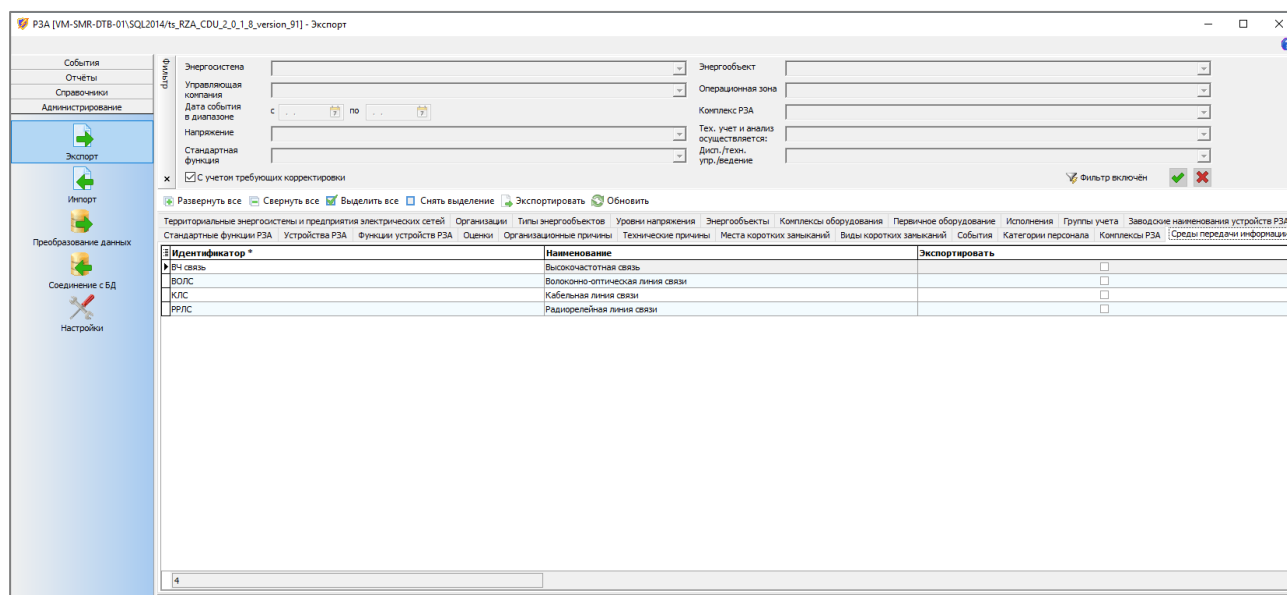 РЗА [VM-SMR-DTB-01\SQL2014/ts_RZA_CDU_2_0_1_8_version_91] - Экспорт
События
Отчёты
Справочники
Администрирование
Экспорт
Импорт
Преобразование данных
Соединение с БД
Настройки
Фильтр
Энергосистема
Энергообъект
Управляющая компания
Операционная зона
Дата события в диапазоне с . . по . .
Комплекс РЗА
Напряжение
Тех. учет и анализ осуществляется:
Стандартная функция
Дисп./техн. упр./ведение
С учетом требующих корректировки
Фильтр включён
Развернуть все Свернуть все Выделить все Снять выделение Экспортировать Обновить
Территориальные энергосистемы и предприятия электрических сетей Организации Типы энергообъектов Уровни напряжения Энергообъекты Комплексы оборудования Первичное оборудование Исполнения Группы учета Заводские наименования устройств РЗА
Стандартные функции РЗА Устройства РЗА Функции устройств РЗА Оценки Организационные причины Технические причины Места коротких замыканий Виды коротких замыканий События Категории персонала Комплексы РЗА Среды передачи информации
Идентификатор * Наименование Экспортировать
ВЧ связь Высокочастотная связь
ВОЛС Волоконно-оптическая линия связи
КЛС Кабельная линия связи
РРЛС Радиорелейная линия связи
4